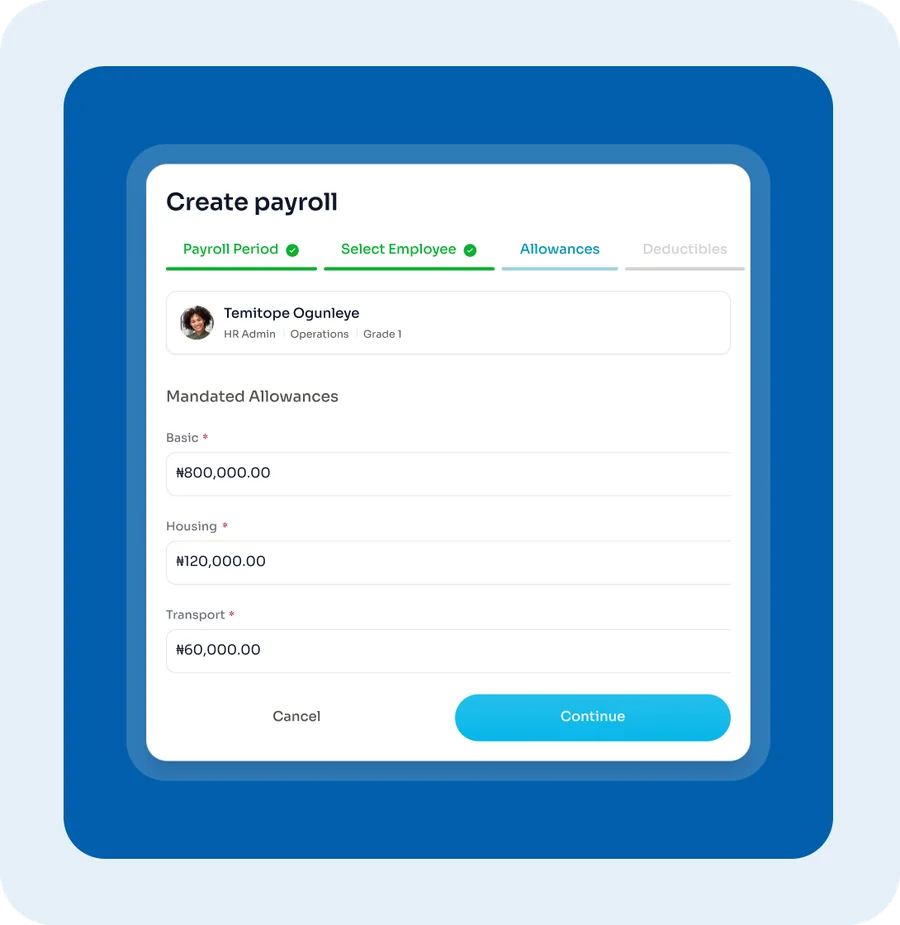 Create payroll
Payroll Period Select Employee Allowances Deductibles
Temitope Ogunleye
HR Admin Operations Grade 1
Mandated Allowances
Basic *
₦800,000.00
Housing *
₦120,000.00
Transport *
₦60,000.00
Cancel Continue